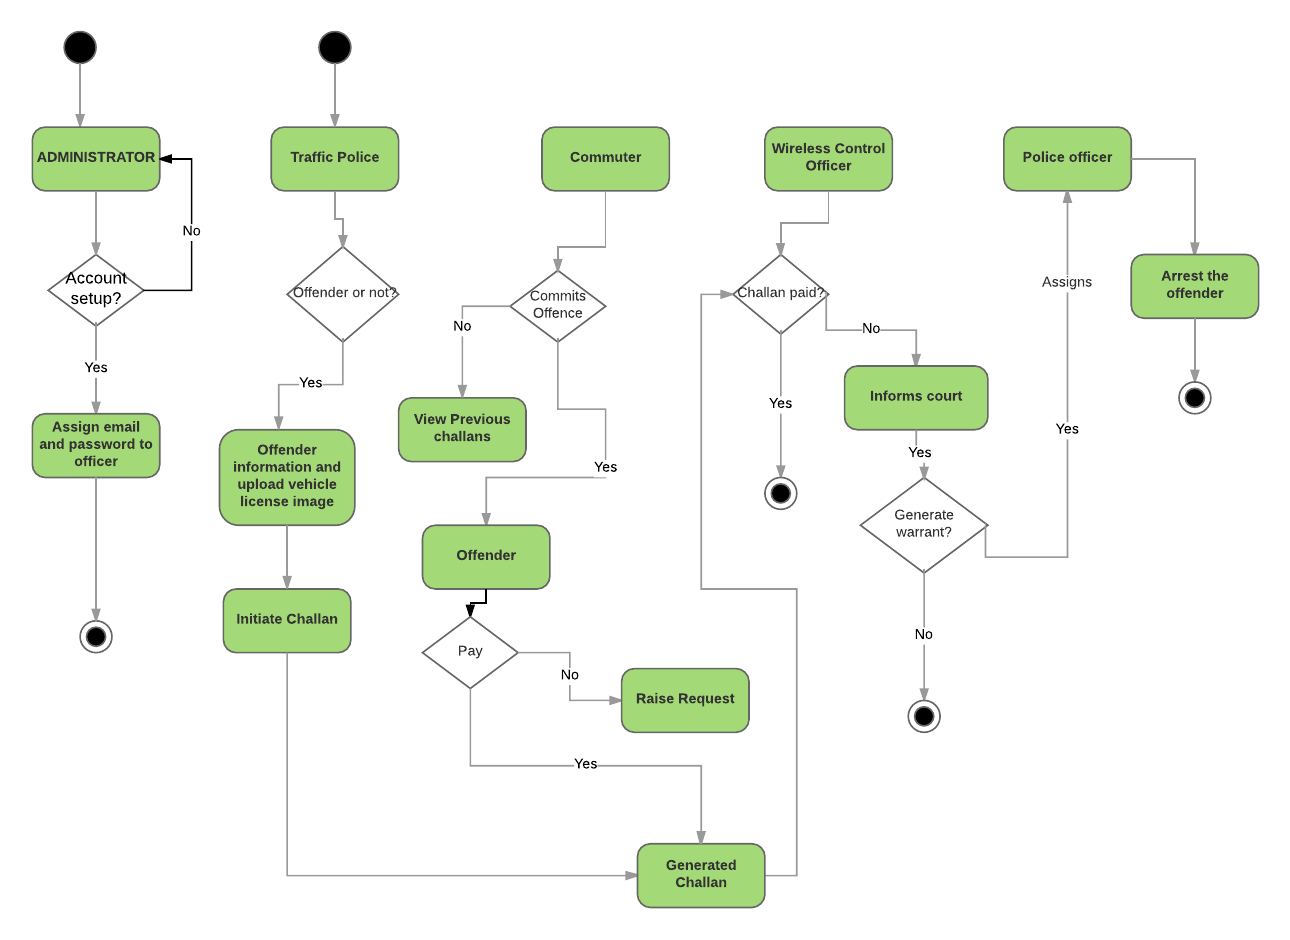 ADMINISTRATOR
Traffic Police
Commuter
Wireless Control
Officer
Police officer
No
Account
setup?
Offender or not?
Commits
Offence
Challan paid?
Assigns
Arrest the
offender
Yes
Yes
No
No
Yes
Informs court
Yes
Assign email
and password to
officer
Offender
information and
upload vehicle
license image
View Previous
challans
Yes
Yes
Generate
warrant?
Offender
Initiate Challan
Pay
No
No
Raise Request
Yes
Generated
Challan